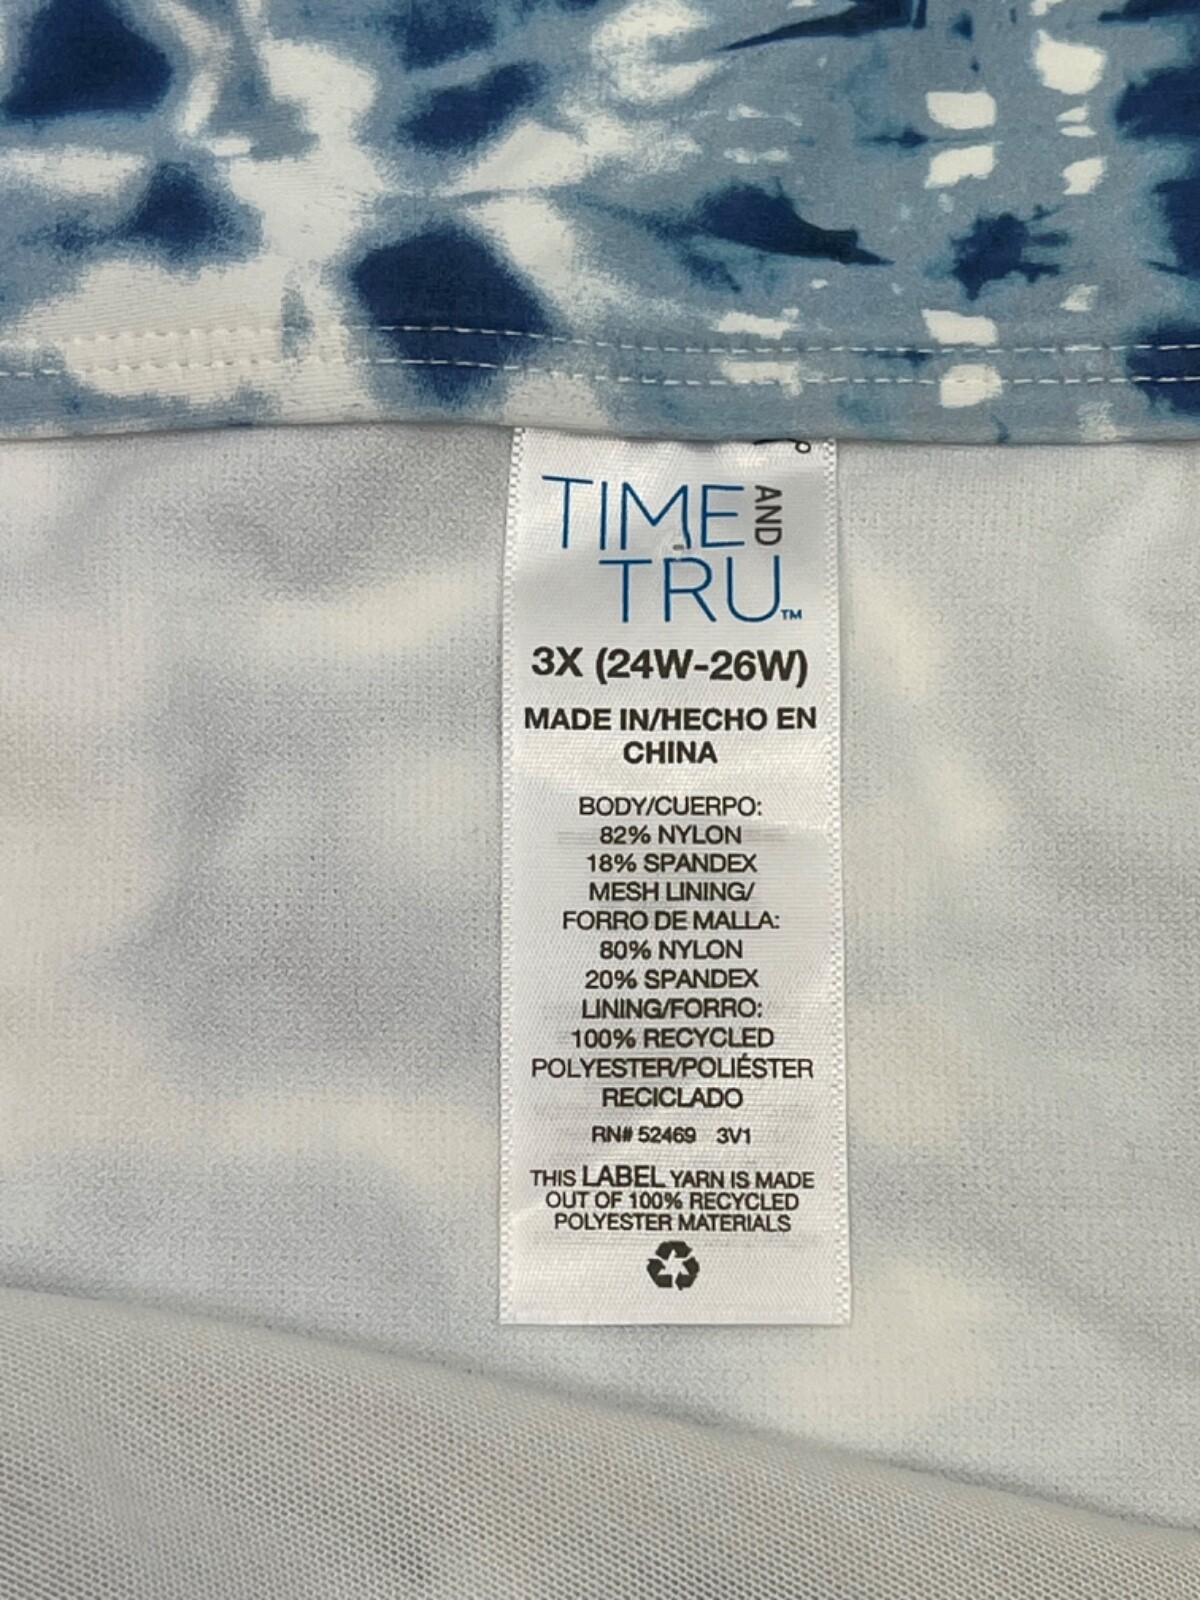 TIME AND
TRU™
3X (24W-26W)
MADE IN/HECHO EN
CHINA
BODY/CUERPO:
82% NYLON
18% SPANDEX
MESH LINING/
FORRO DE MALLA:
80% NYLON
20% SPANDEX
LINING/FORRO:
100% RECYCLED
POLYESTER/POLIÉSTER
RECICLADO
RN# 52469 3V1
THIS LABEL YARN IS MADE
OUT OF 100% RECYCLED
POLYESTER MATERIALS